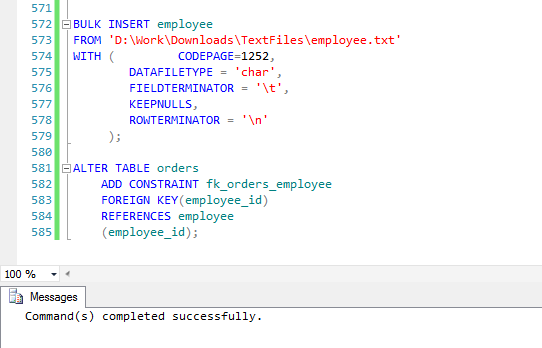 571
572 BULK INSERT employee
573 FROM 'D:\Work\Downloads\TextFiles\employee.txt'
574 WITH (         CODEPAGE=1252,
575         DATAFILETYPE = 'char',
576         FIELDTERMINATOR = '\t',
577         KEEPNULLS,
578         ROWTERMINATOR = '\n'
579      );
580
581 ALTER TABLE orders
582     ADD CONSTRAINT fk_orders_employee
583     FOREIGN KEY(employee_id)
584     REFERENCES employee
585     (employee_id);
100 %
Messages
Command(s) completed successfully.